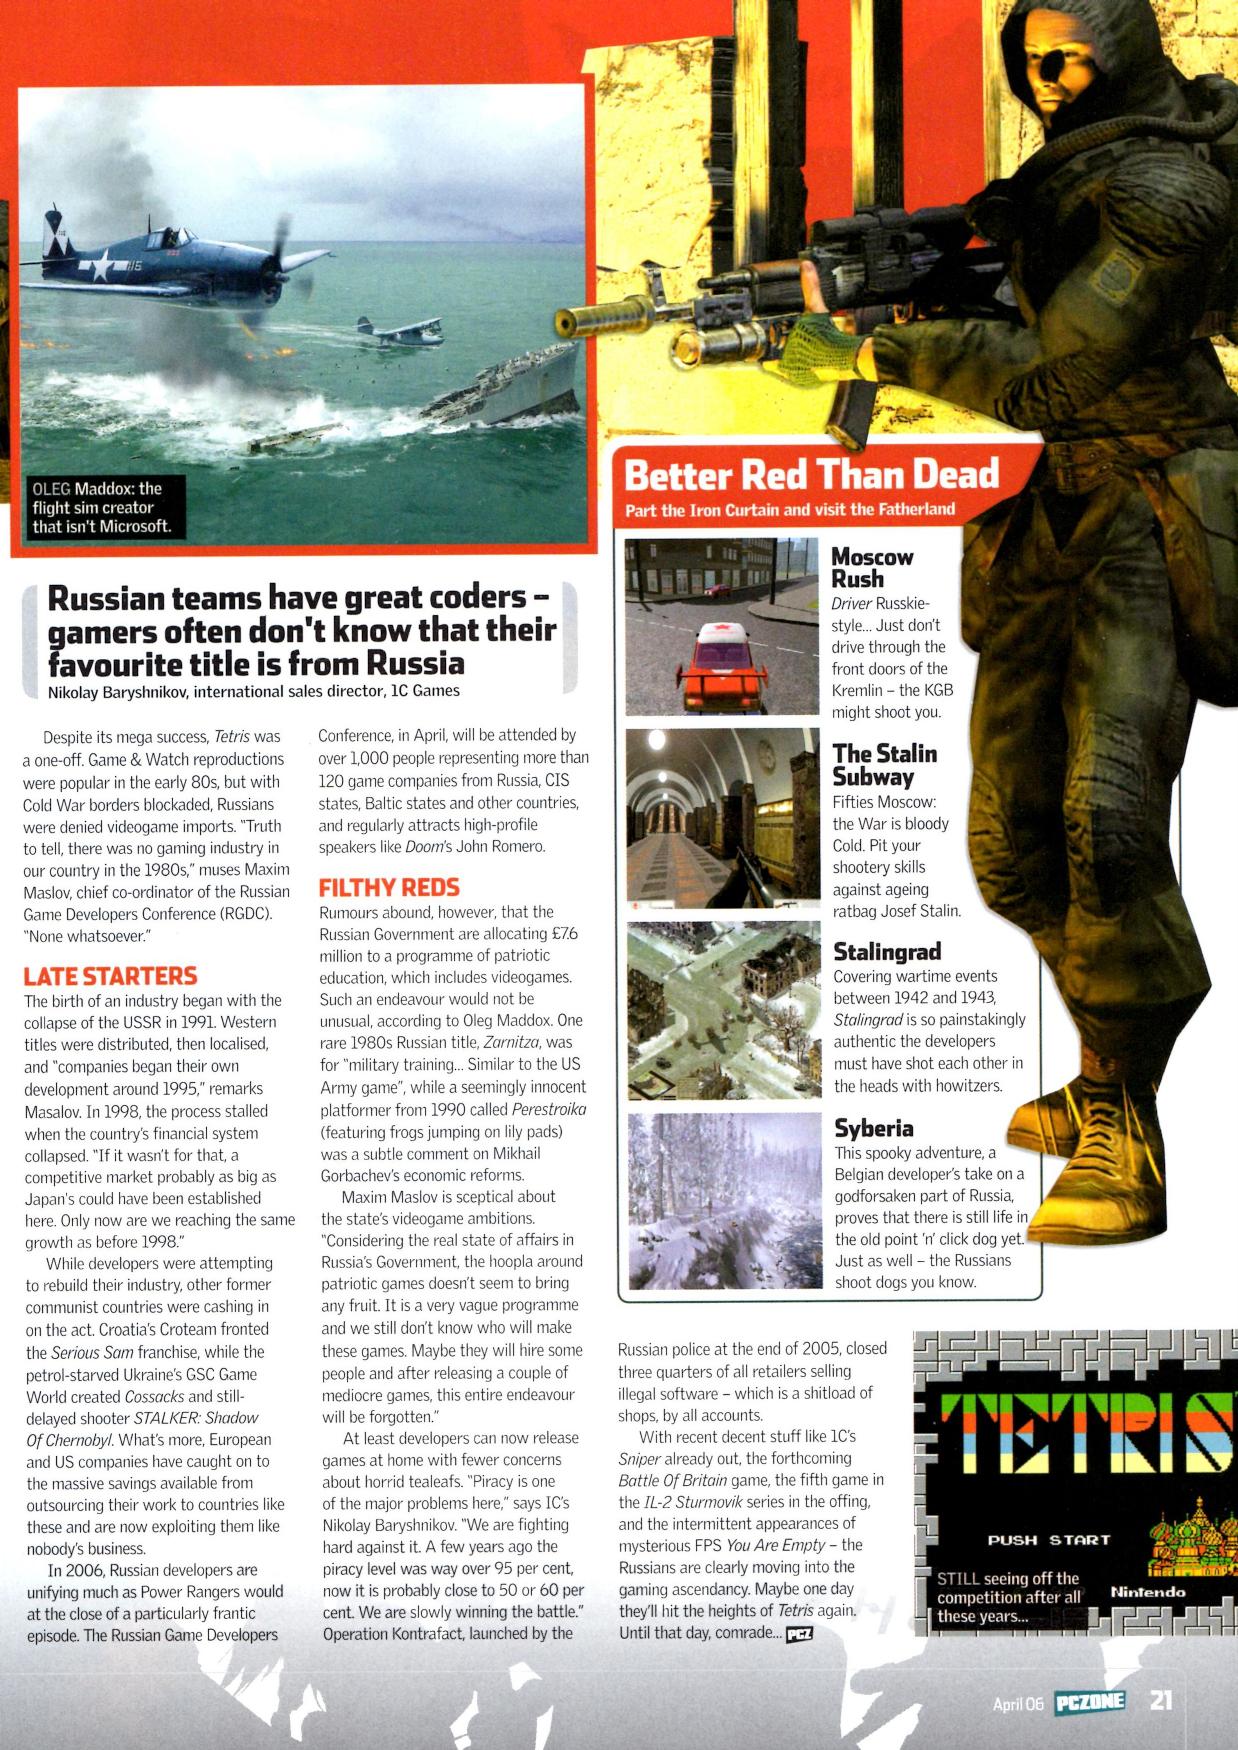 OLEG Maddox: the
flight sim creator
that isn't Microsoft.
Russian teams have great coders –
gamers often don't know that their
favourite title is from Russia
Nikolay Baryshnikov, international sales director, 1C Games
Despite its mega success, Tetris was
a one-off. Game & Watch reproductions
were popular in the early 80s, but with
Cold War borders blockaded, Russians
were denied videogame imports. "Truth
to tell, there was no gaming industry in
our country in the 1980s," muses Maxim
Maslov, chief co-ordinator of the Russian
Game Developers Conference (RGDC).
"None whatsoever."
LATE STARTERS
The birth of an industry began with the
collapse of the USSR in 1991. Western
titles were distributed, then localised,
and "companies began their own
development around 1995," remarks
Masalov. In 1998, the process stalled
when the country's financial system
collapsed. "If it wasn't for that, a
competitive market probably as big as
Japan's could have been established
here. Only now are we reaching the same
growth as before 1998."
While developers were attempting
to rebuild their industry, other former
communist countries were cashing in
on the act. Croatia's Croteam fronted
the Serious Sam franchise, while the
petrol-starved Ukraine's GSC Game
World created Cossacks and still-
delayed shooter STALKER: Shadow
Of Chernobyl. What's more, European
and US companies have caught on to
the massive savings available from
outsourcing their work to countries like
these and are now exploiting them like
nobody's business.
In 2006, Russian developers are
unifying much as Power Rangers would
at the close of a particularly frantic
episode. The Russian Game Developers
Conference, in April, will be attended by
over 1,000 people representing more than
120 game companies from Russia, CIS
states, Baltic states and other countries,
and regularly attracts high-profile
speakers like Doom's John Romero.
FILTHY REDS
Rumours abound, however, that the
Russian Government are allocating £7.6
million to a programme of patriotic
education, which includes videogames.
Such an endeavour would not be
unusual, according to Oleg Maddox. One
rare 1980s Russian title, Zarnitza, was
for "military training... Similar to the US
Army game", while a seemingly innocent
platformer from 1990 called Perestroika
(featuring frogs jumping on lily pads)
was a subtle comment on Mikhail
Gorbachev's economic reforms.
Maxim Maslov is sceptical about
the state's videogame ambitions.
"Considering the real state of affairs in
Russia's Government, the hoopla around
patriotic games doesn't seem to bring
any fruit. It is a very vague programme
and we still don't know who will make
these games. Maybe they will hire some
people and after releasing a couple of
mediocre games, this entire endeavour
will be forgotten."
At least developers can now release
games at home with fewer concerns
about horrid tealeafs. "Piracy is one
of the major problems here," says 1C's
Nikolay Baryshnikov. "We are fighting
hard against it. A few years ago the
piracy level was way over 95 per cent,
now it is probably close to 50 or 60 per
cent. We are slowly winning the battle."
Operation Kontrafact, launched by the
Russian police at the end of 2005, closed
three quarters of all retailers selling
illegal software – which is a shitload of
shops, by all accounts.
With recent decent stuff like 1C's
Sniper already out, the forthcoming
Battle Of Britain game, the fifth game in
the IL-2 Sturmovik series in the offing,
and the intermittent appearances of
mysterious FPS You Are Empty – the
Russians are clearly moving into the
gaming ascendancy. Maybe one day
they'll hit the heights of Tetris again.
Until that day, comrade... PCZ
Better Red Than Dead
Part the Iron Curtain and visit the Fatherland
Moscow
Rush
Driver Russkie-
style... Just don't
drive through the
front doors of the
Kremlin – the KGB
might shoot you.
The Stalin
Subway
Fifties Moscow:
the War is bloody
Cold. Pit your
shootery skills
against ageing
ratbag Josef Stalin.
Stalingrad
Covering wartime events
between 1942 and 1943,
Stalingrad is so painstakingly
authentic the developers
must have shot each other in
the heads with howitzers.
Syberia
This spooky adventure, a
Belgian developer's take on a
godforsaken part of Russia,
proves that there is still life in
the old point 'n' click dog yet.
Just as well – the Russians
shoot dogs you know.
TETRIS
PUSH START
Nintendo
STILL seeing off the
competition after all
these years...
April 06 PCZONE 21